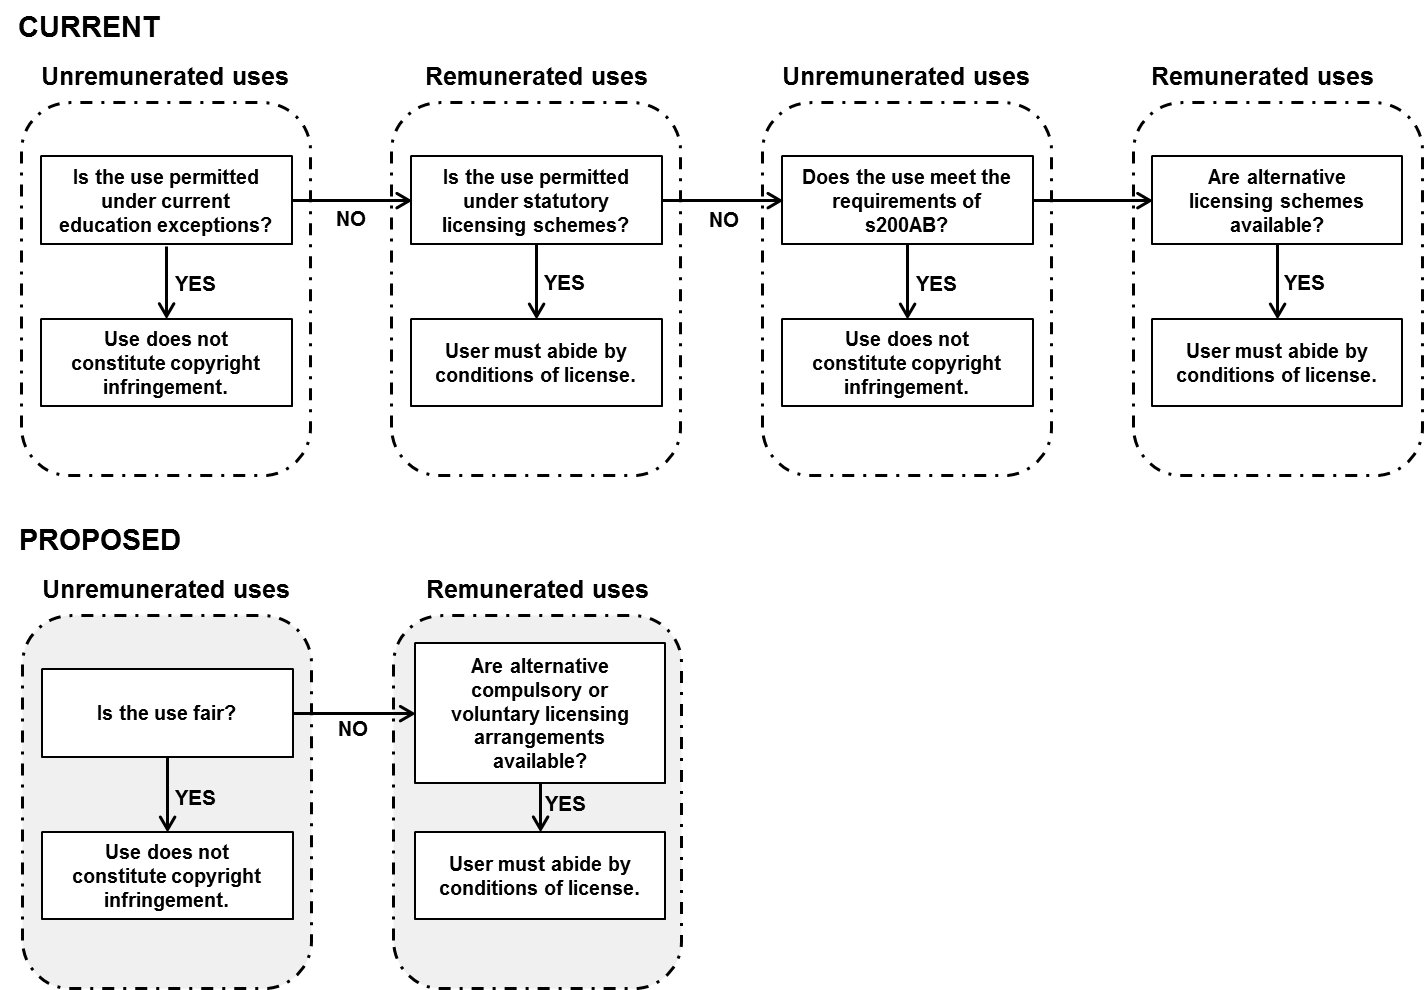 CURRENT
Unremunerated uses
Remunerated uses
Unremunerated uses
Remunerated uses
Is the use permitted
under current
education exceptions?
NO
Is the use permitted
under statutory
licensing schemes?
NO
Does the use meet the
requirements of
s200AB?
Are alternative
licensing schemes
available?
YES
YES
YES
YES
Use does not
constitute copyright
infringement.
User must abide by
conditions of license.
Use does not
constitute copyright
infringement.
User must abide by
conditions of license.
PROPOSED
Unremunerated uses
Remunerated uses
Is the use fair?
NO
Are alternative
compulsory or
voluntary licensing
arrangements
available?
YES
YES
Use does not
constitute copyright
infringement.
User must abide by
conditions of license.